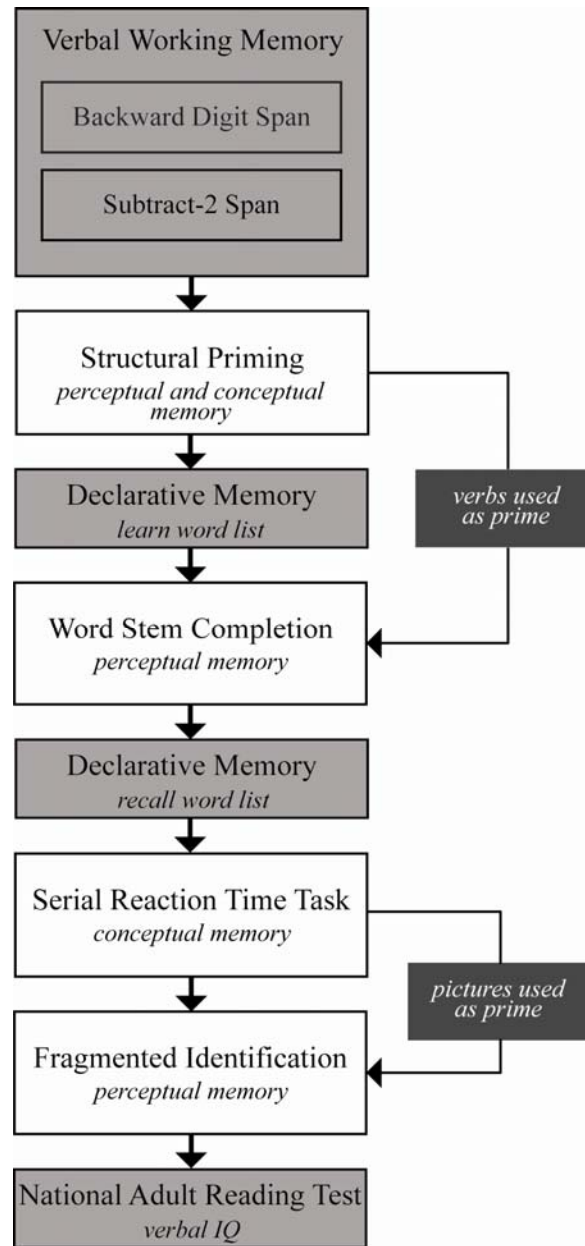 Verbal Working Memory
Backward Digit Span
Subtract-2 Span
Structural Priming
perceptual and conceptual
memory
Declarative Memory
learn word list
verbs used
as prime
Word Stem Completion
perceptual memory
Declarative Memory
recall word list
Serial Reaction Time Task
conceptual memory
pictures used
as prime
Fragmented Identification
perceptual memory
National Adult Reading Test
verbal IQ